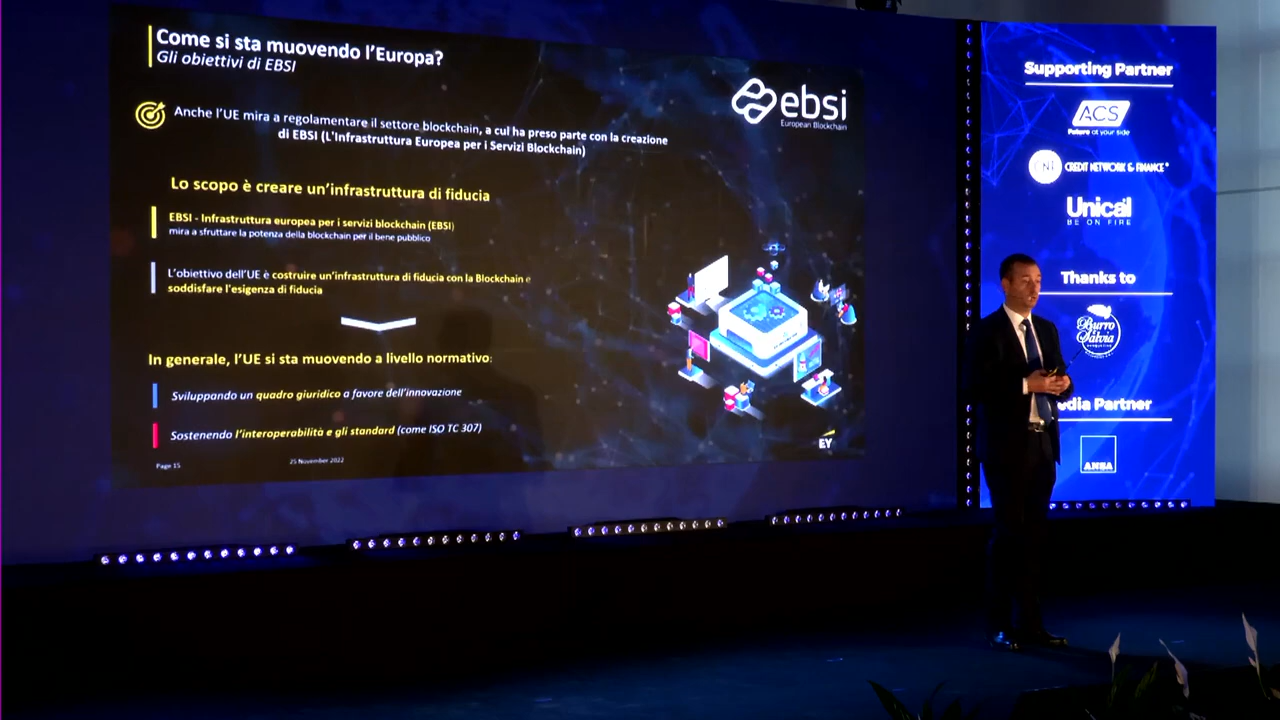 Come si sta muovendo l'Europa?
Gli obiettivi di EBSI
ebsi
European Blockchain
Anche l'UE mira a regolamentare il settore blockchain, a cui ha preso parte con la creazione
di EBSI (L'Infrastruttura Europea per i Servizi Blockchain)
Lo scopo è creare un'infrastruttura di fiducia
EBSI - Infrastruttura europea per i servizi blockchain (EBSI)
mira a sfruttare la potenza della blockchain per il bene pubblico
L'obiettivo dell'UE è costruire un'infrastruttura di fiducia con la Blockchain e
soddisfare l'esigenza di fiducia
In generale, l'UE si sta muovendo a livello normativo:
Sviluppando un quadro giuridico a favore dell'innovazione
Sostenendo l'interoperabilità e gli standard (come ISO TC 307)
Page 15
25 November 2022
EY
Supporting Partner
ACS
Future at your side
CREDIT NETWORK & FINANCE
Unical
BE ON FIRE
Thanks to
Burro
Salvia
edia Partner
ANSA